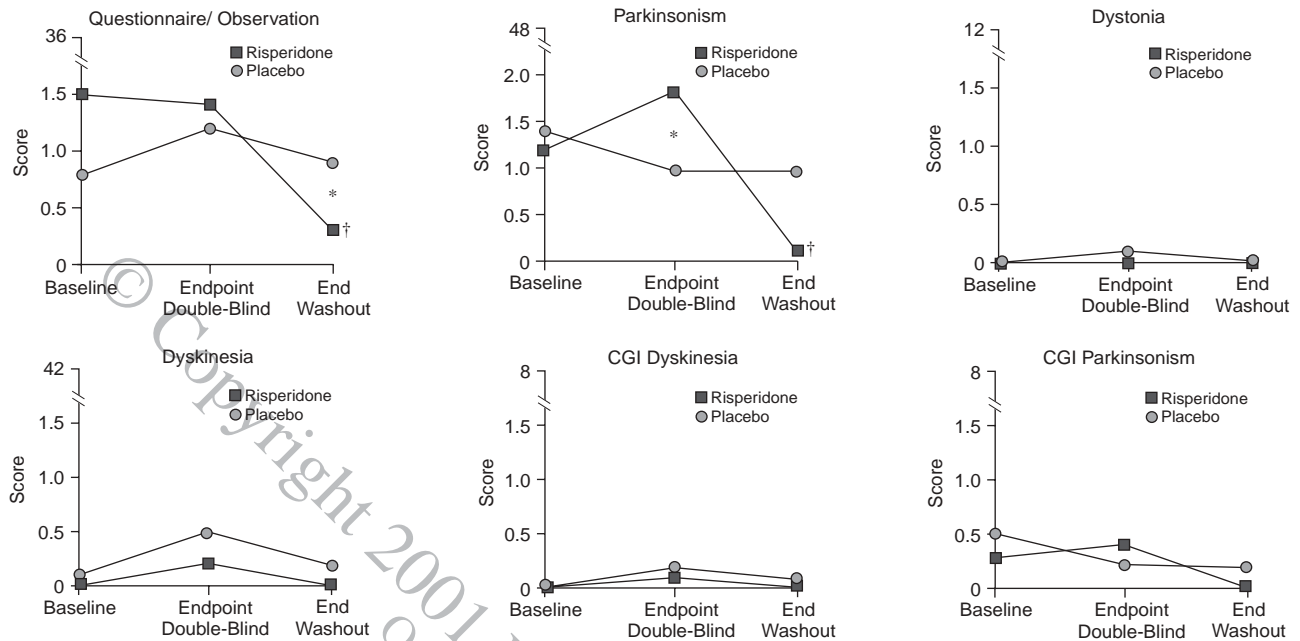 Questionnaire/ Observation
36
Risperidone
Placebo
1.5
1.0
0.5
0
Score
Baseline
Endpoint
Double-Blind
End
Washout
*
†
Parkinsonism
48
Risperidone
Placebo
2.0
1.5
1.0
0.5
0
Score
Baseline
Endpoint
Double-Blind
End
Washout
*
†
Dystonia
12
Risperidone
Placebo
1.5
1.0
0.5
0
Score
Baseline
Endpoint
Double-Blind
End
Washout
Dyskinesia
42
Risperidone
Placebo
1.5
1.0
0.5
0
Score
Baseline
Endpoint
Double-Blind
End
Washout
CGI Dyskinesia
8
Risperidone
Placebo
1.5
1.0
0.5
0
Score
Baseline
Endpoint
Double-Blind
End
Washout
CGI Parkinsonism
8
Risperidone
Placebo
1.5
1.0
0.5
0
Score
Baseline
Endpoint
Double-Blind
End
Washout
© Copyright 2001